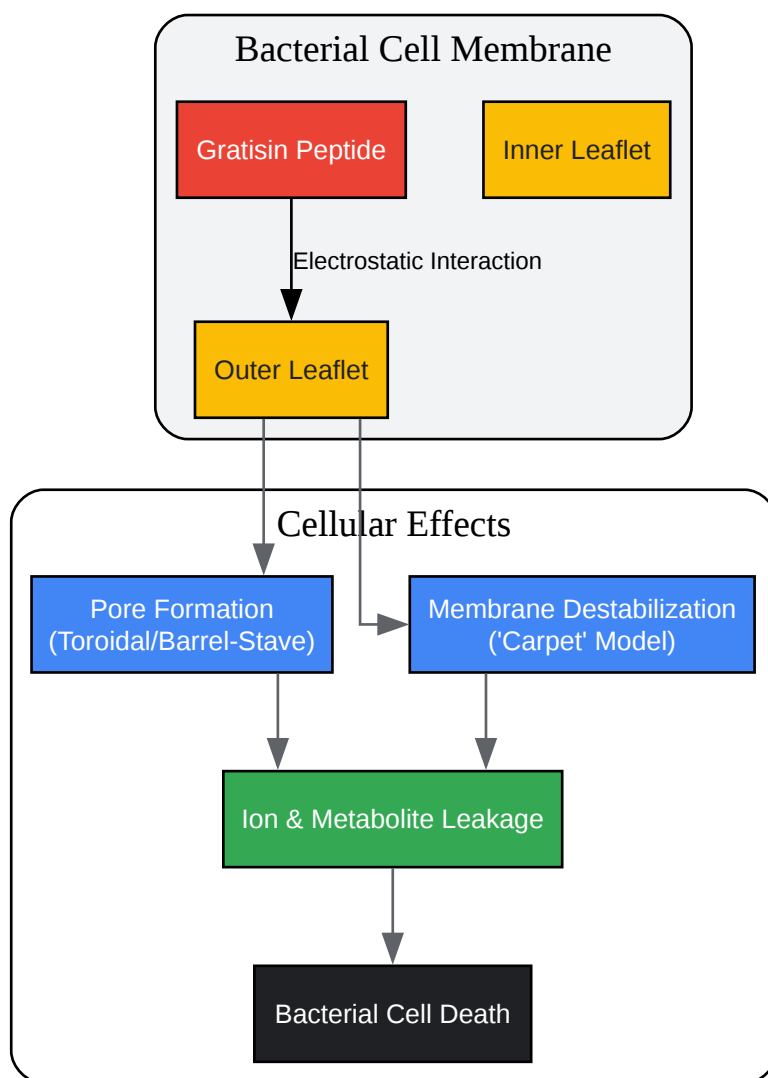 Bacterial Cell Membrane
Gratisin Peptide
Inner Leaflet
Electrostatic Interaction
Outer Leaflet
Cellular Effects
Pore Formation
(Toroidal/Barrel-Stave)
Membrane Destabilization
('Carpet' Model)
Ion & Metabolite Leakage
Bacterial Cell Death